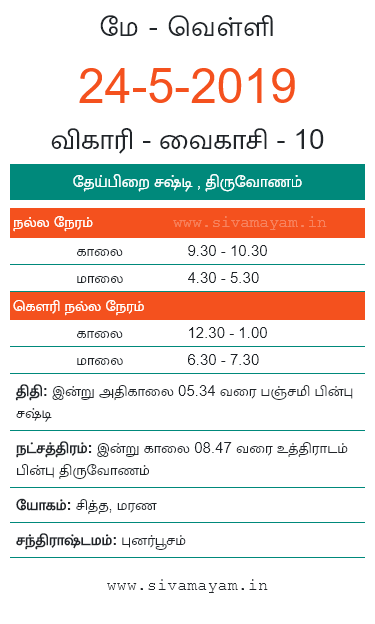 மே - வெள்ளி
24-5-2019
விகாரி - வைகாசி - 10
தேய்பிறை சஷ்டி , திருவோணம்
நல்ல நேரம் www.sivamayam.in
காலை 9.30 - 10.30
மாலை 4.30 - 5.30
கௌரி நல்ல நேரம்
காலை 12.30 - 1.00
மாலை 6.30 - 7.30
திதி: இன்று அதிகாலை 05.34 வரை பஞ்சமி பின்பு
சஷ்டி
நட்சத்திரம்: இன்று காலை 08.47 வரை உத்திராடம்
பின்பு திருவோணம்
யோகம்: சித்த, மரண
சந்திராஷ்டமம்: புனர்பூசம்
www.sivamayam.in